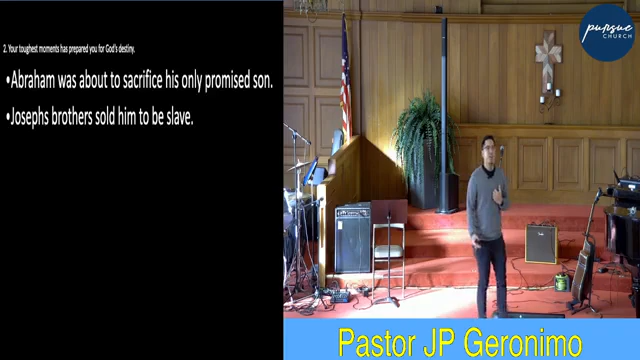 2. Your toughest moments has prepared you for God's destiny.
•Abraham was about to sacrifice his only promised son.
•Josephs brothers sold him to be slave.
pursue
CHURCH
Pastor JP Geronimo